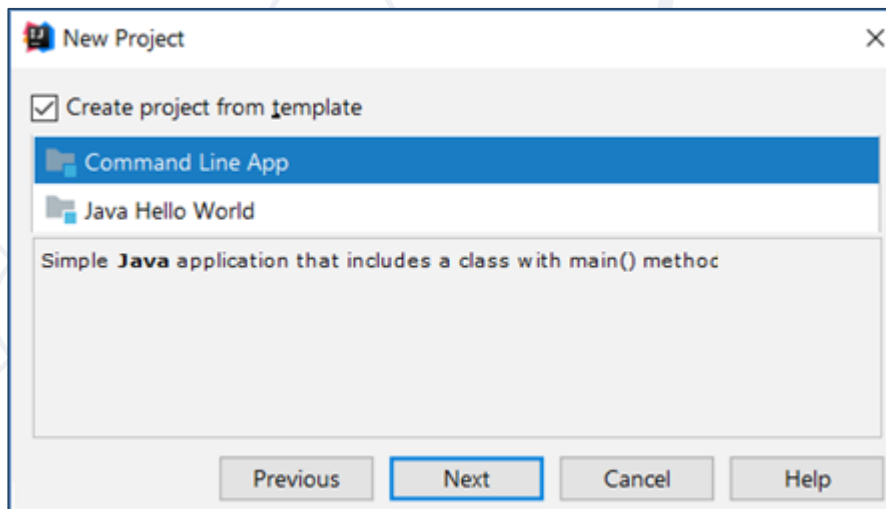 New Project
Create project from template
Command Line App
Java Hello World
Simple Java application that includes a class with main() method
Previous Next Cancel Help